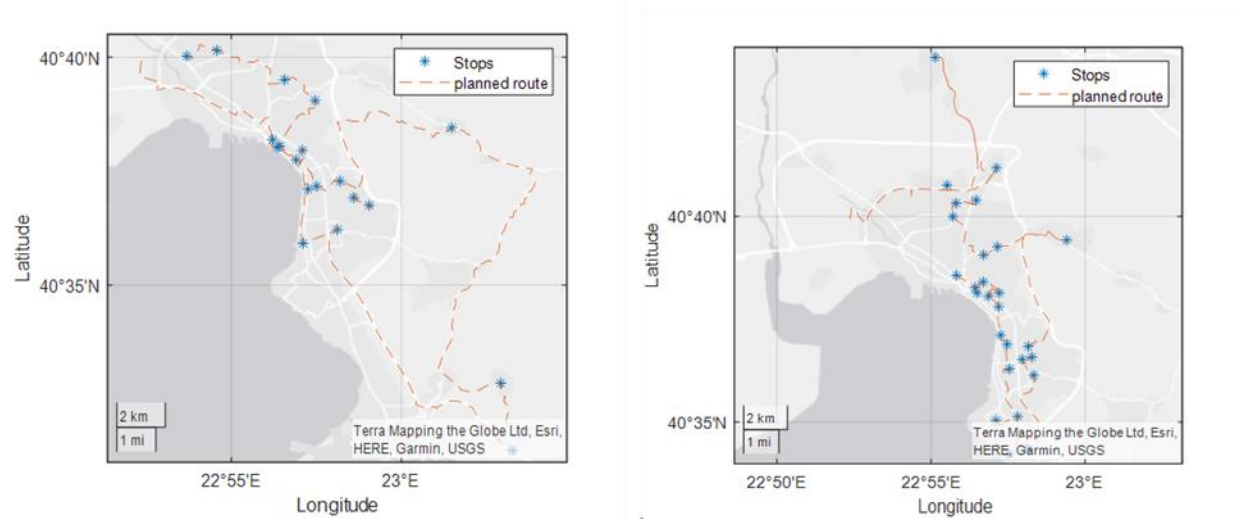 40°40'N
Stops
planned route
Latitude
40°35'N
2 km
1 mi
Terra Mapping the Globe Ltd, Esri,
HERE, Garmin, USGS
22°55'E
23°E
Longitude
Stops
planned route
Latitude
40°40'N
40°35'N
2 km
1 mi
Terra Mapping the Globe Ltd, Esri,
HERE, Garmin, USGS
22°50'E
22°55'E
23°E
Longitude